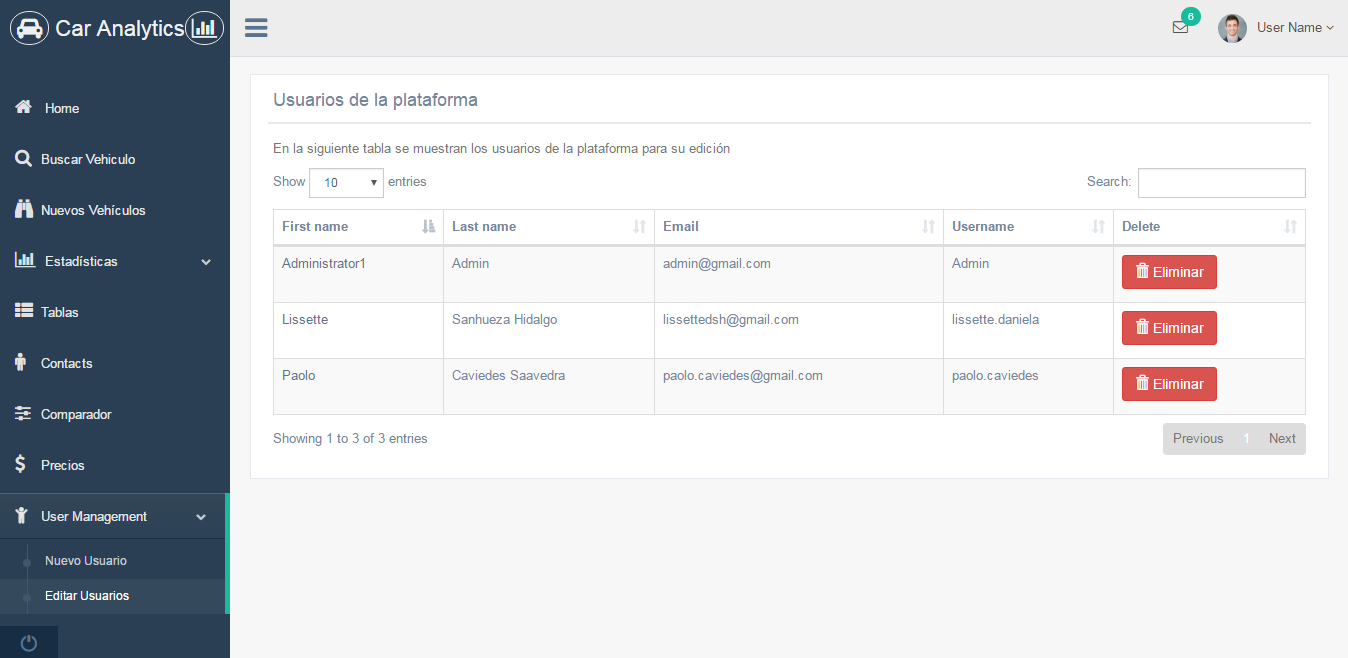 Car Analytics
6
User Name
Home
Buscar Vehiculo
Nuevos Vehículos
Estadísticas
Tablas
Contacts
Comparador
Precios
User Management
Nuevo Usuario
Editar Usuarios
Usuarios de la plataforma
En la siguiente tabla se muestran los usuarios de la plataforma para su edición
Show 10 entries Search:
First name Last name Email Username Delete
Administrator1 Admin admin@gmail.com Admin Eliminar
Lissette Sanhueza Hidalgo lissettedsh@gmail.com lissette.daniela Eliminar
Paolo Caviedes Saavedra paolo.caviedes@gmail.com paolo.caviedes Eliminar
Showing 1 to 3 of 3 entries Previous 1 Next